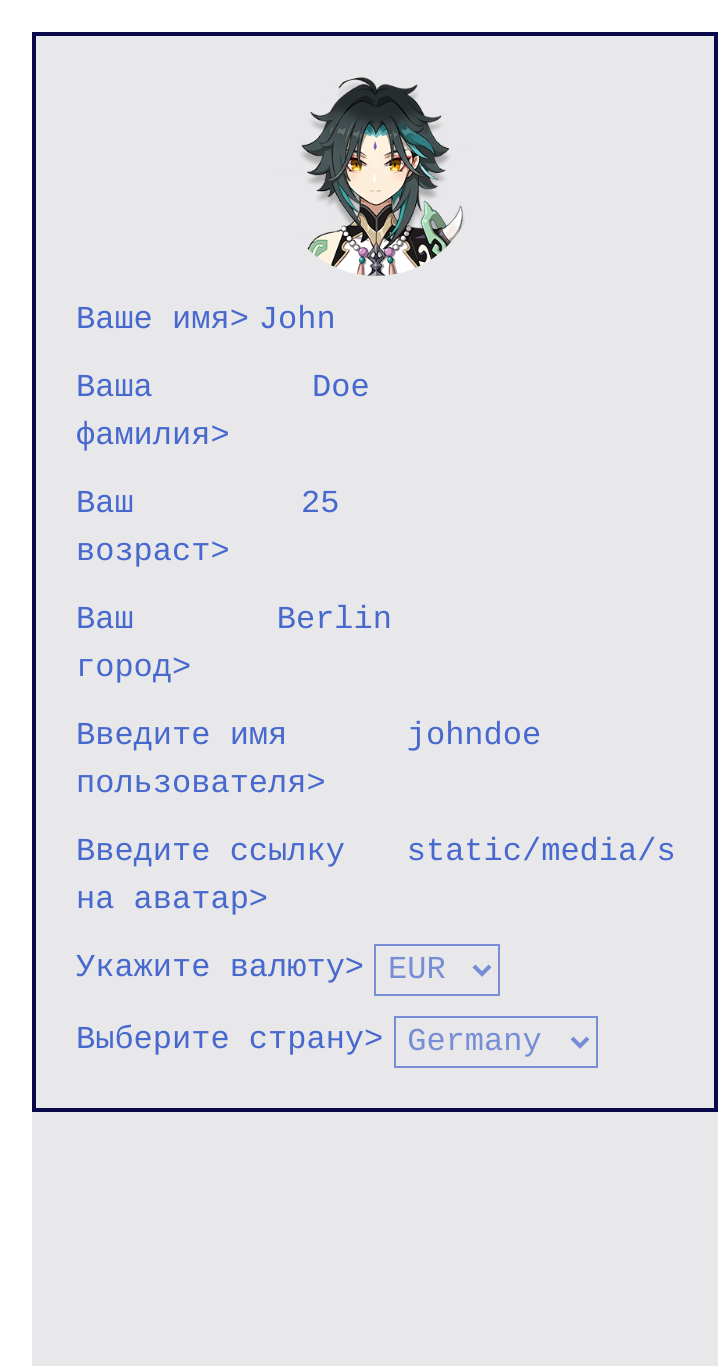 Ваше имя> John
Ваша Doe
фамилия>
Ваш 25
возраст>
Ваш Berlin
город>
Введите имя johndoe
пользователя>
Введите ссылку static/media/s
на аватар>
Укажите валюту> EUR
Выберите страну> Germany